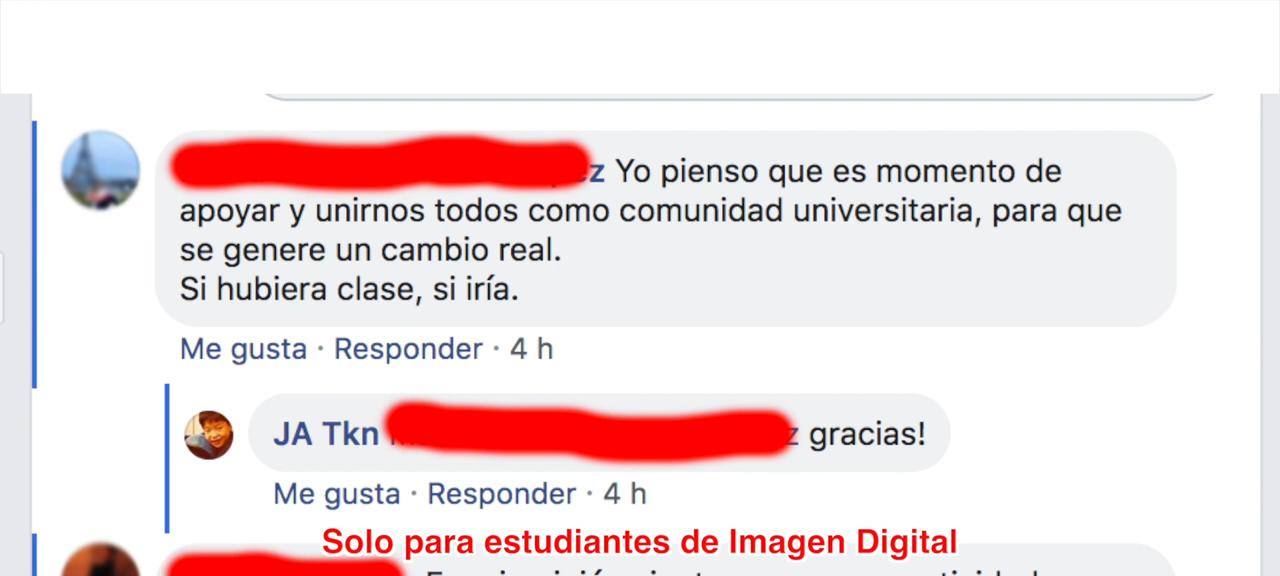 Yo pienso que es momento de
apoyar y unirnos todos como comunidad universitaria, para que
se genere un cambio real.
Si hubiera clase, si iría.
Me gusta · Responder · 4 h
JA Tkn gracias!
Me gusta · Responder · 4 h
Solo para estudiantes de Imagen Digital